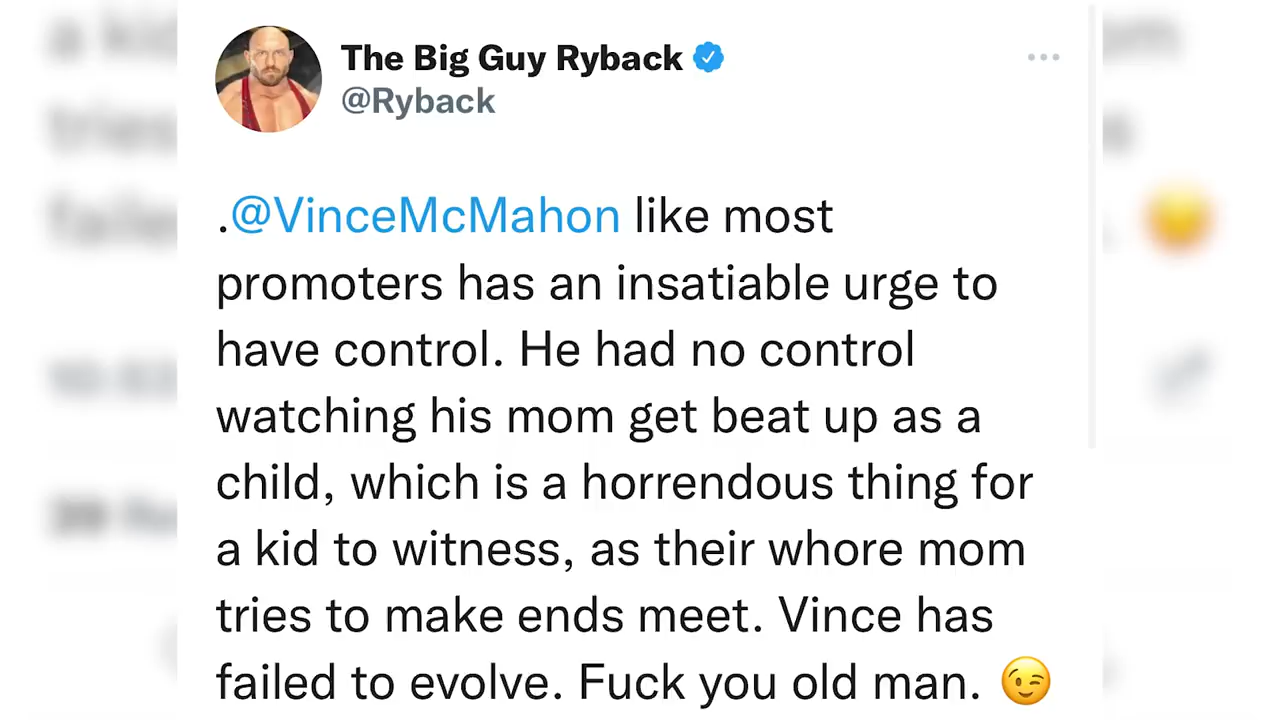 The Big Guy Ryback
@Ryback
.@VinceMcMahon like most
promoters has an insatiable urge to
have control. He had no control
watching his mom get beat up as a
child, which is a horrendous thing for
a kid to witness, as their whore mom
tries to make ends meet. Vince has
failed to evolve. Fuck you old man. 😉